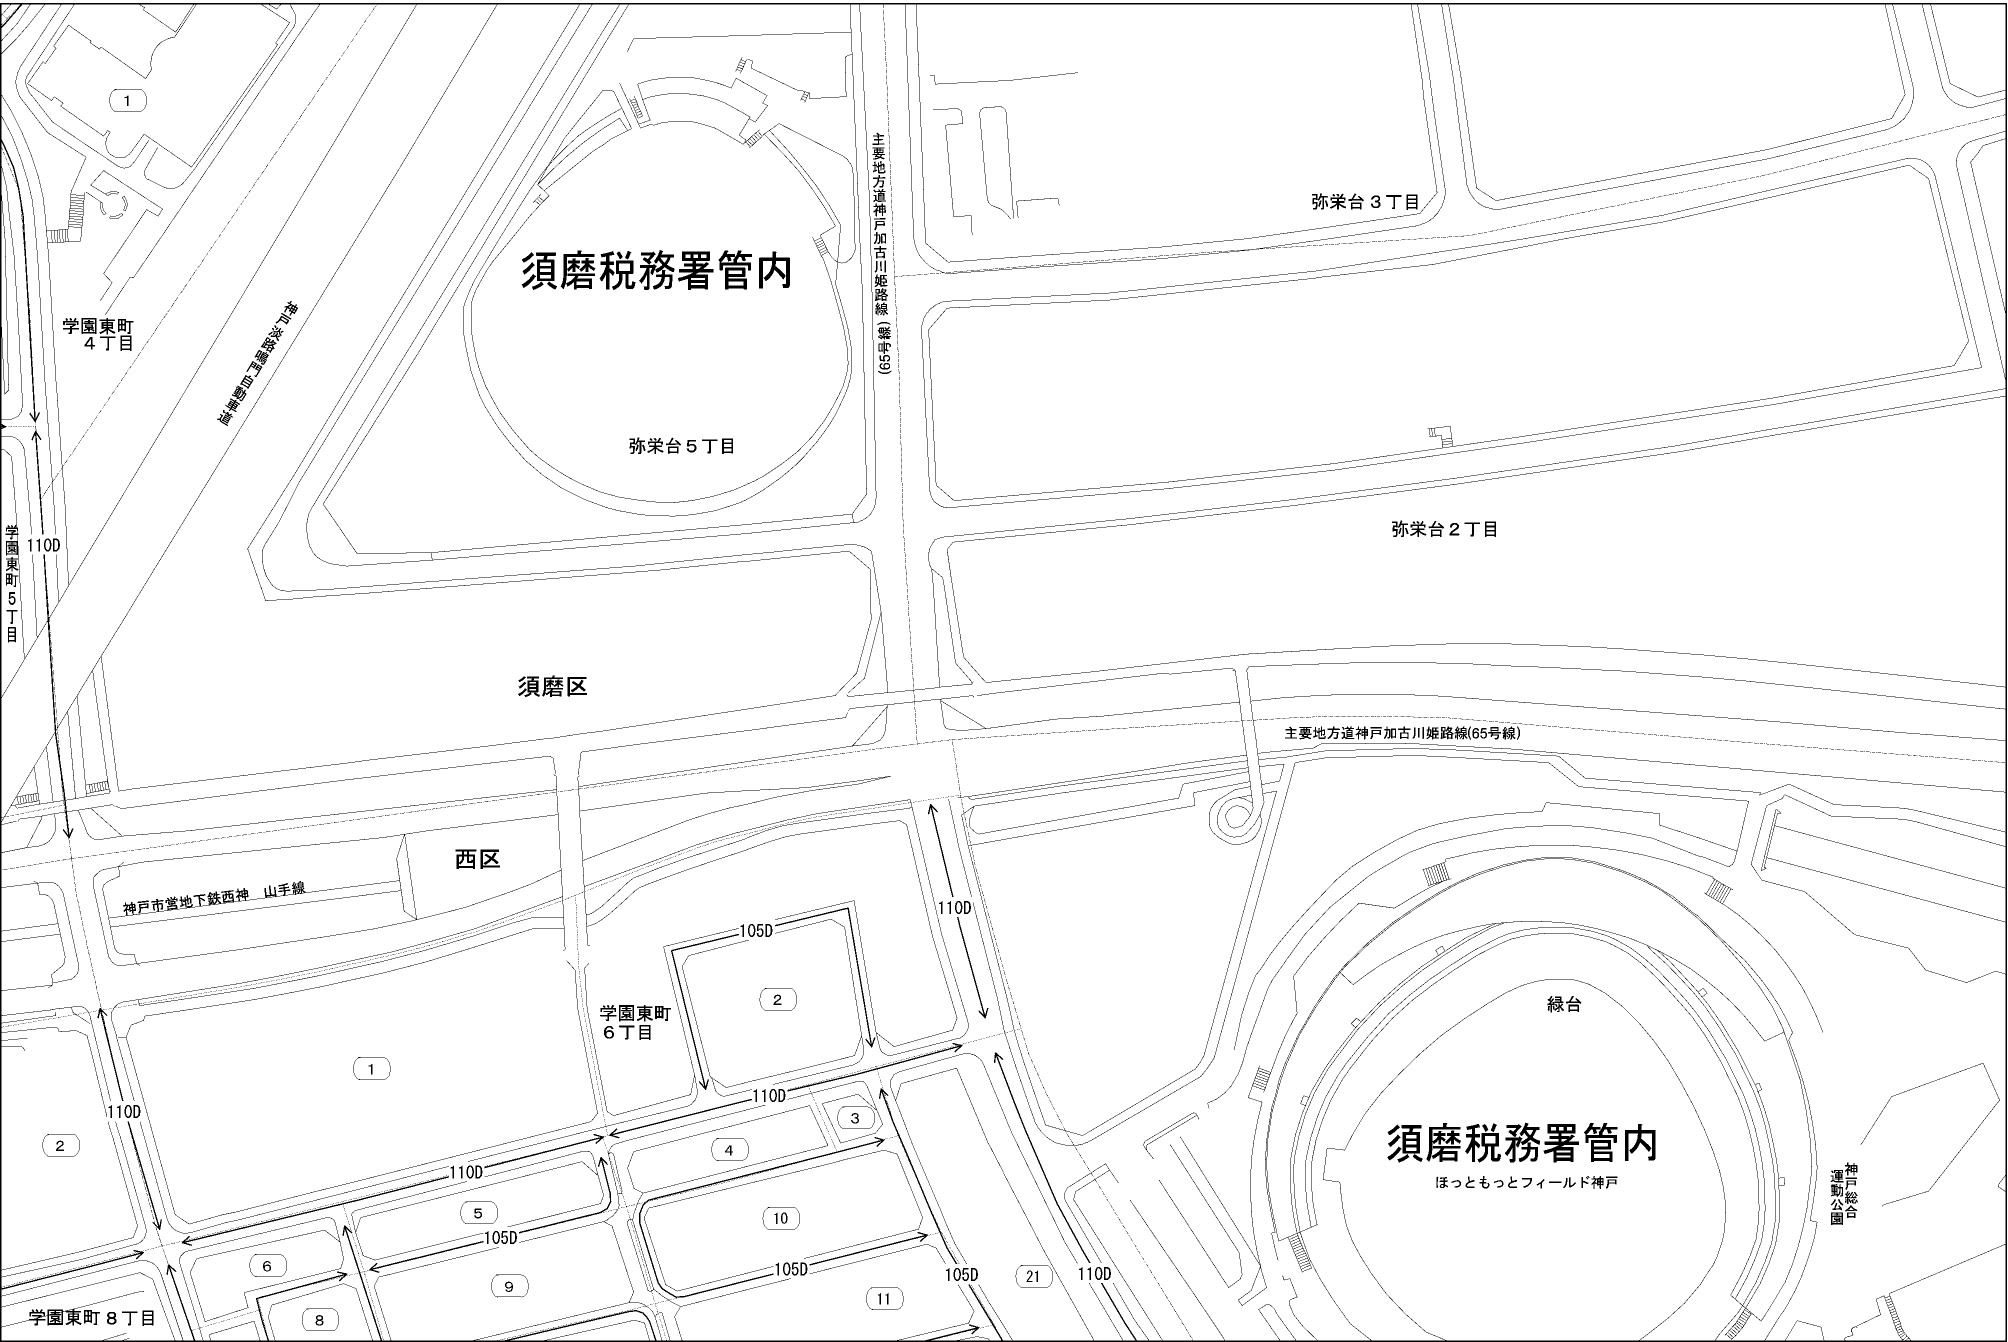 1
主要地方道神戸加古川姫路線(65号線)
弥栄台３丁目
須磨税務署管内
学園東町
４丁目
神戸淡路鳴門自動車道
弥栄台５丁目
弥栄台２丁目
学園東町５丁目
110D
須磨区
主要地方道神戸加古川姫路線(65号線)
西区
神戸市営地下鉄西神　山手線
110D
105D
2
学園東町
６丁目
緑台
1
110D
110D
2
3
4
須磨税務署管内
ほっともっとフィールド神戸
神戸総合
運動公園
110D
5
10
105D
6
9
105D
105D
21
110D
11
8
学園東町８丁目